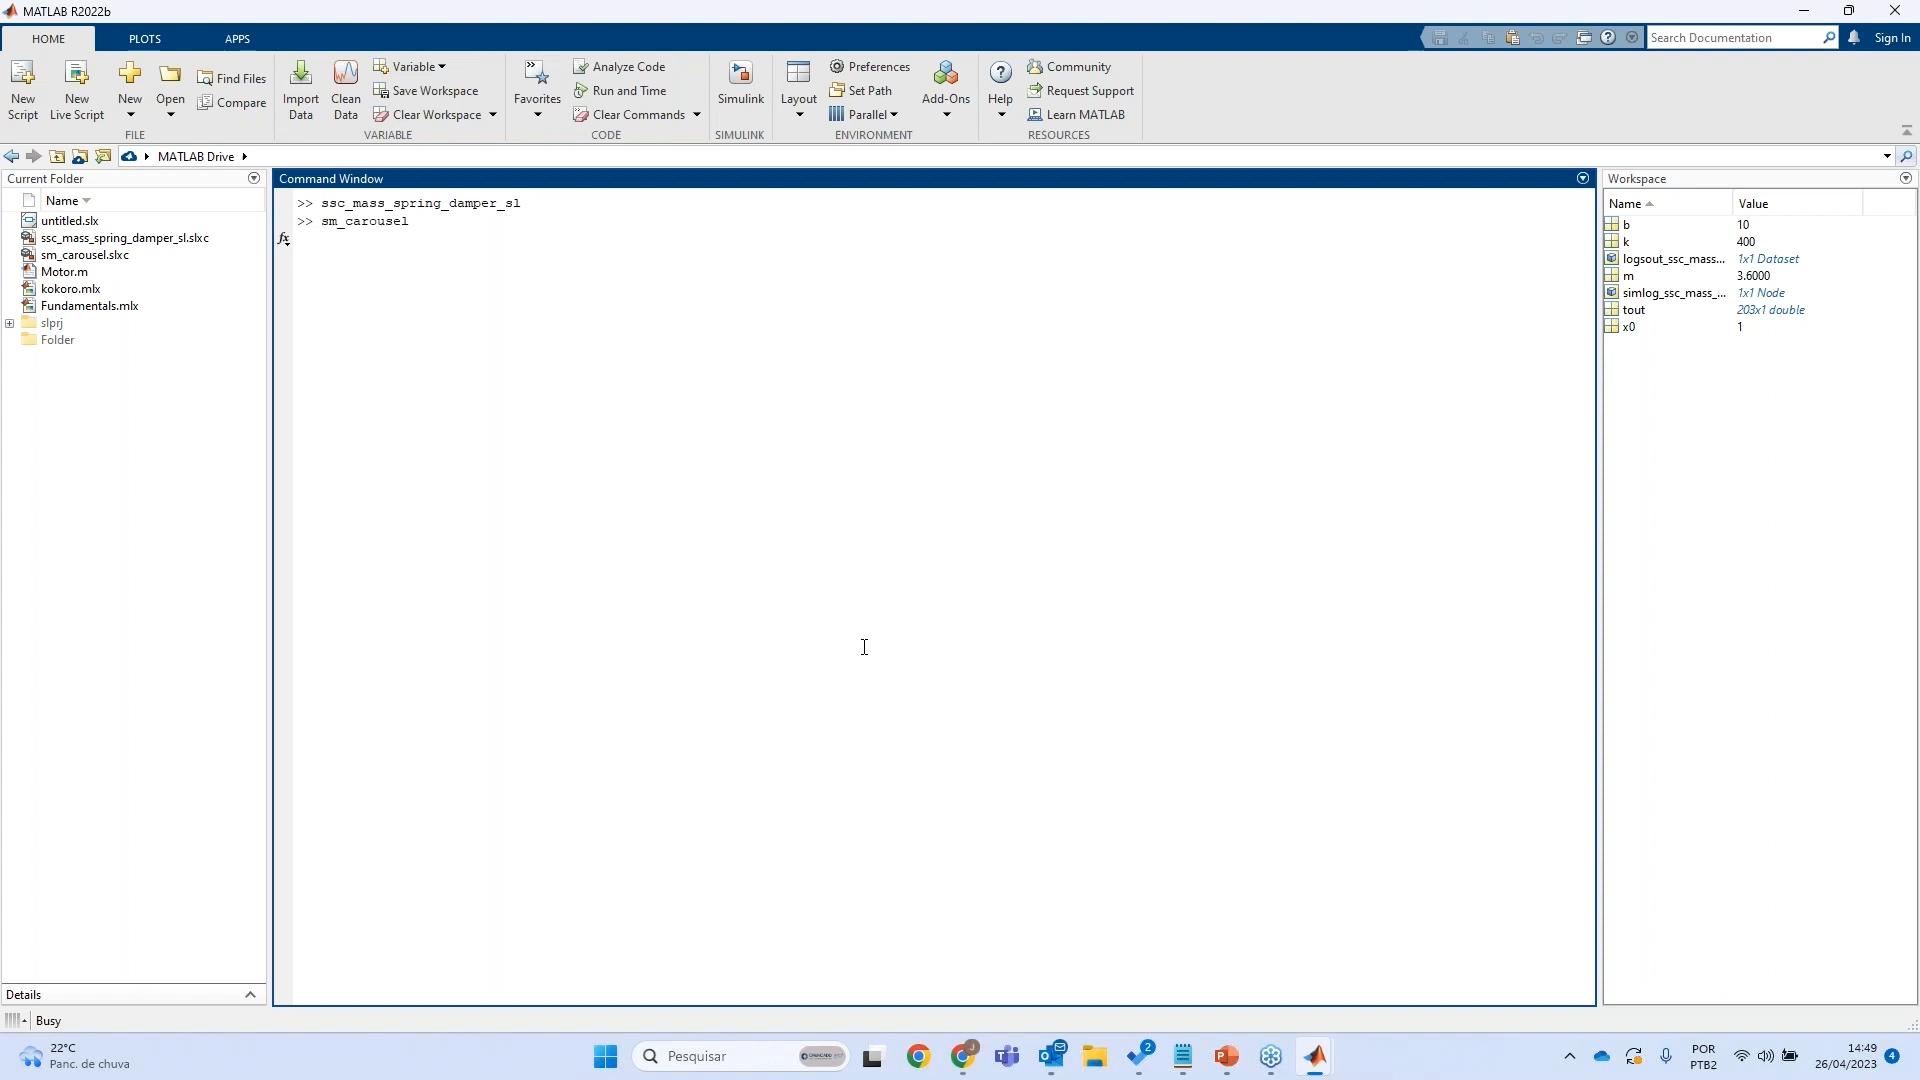 MATLAB R2022b
HOME
PLOTS
APPS
Search Documentation
Sign In
New Script
New Live Script
New
Open
Find Files
Compare
FILE
Import Data
Clean Data
Variable
Save Workspace
Clear Workspace
VARIABLE
Favorites
Analyze Code
Run and Time
Clear Commands
CODE
Simulink
SIMULINK
Layout
Preferences
Set Path
Parallel
Add-Ons
ENVIRONMENT
Help
Community
Request Support
Learn MATLAB
RESOURCES
MATLAB Drive
Current Folder
Name
untitled.slx
ssc_mass_spring_damper_sl.slxc
sm_carousel.slxc
Motor.m
kokoro.mlx
Fundamentals.mlx
slprj
Folder
Details
Command Window
>> ssc_mass_spring_damper_sl
>> sm_carousel
fx
Workspace
Name Value
b 10
k 400
logsout_ssc_mass... 1x1 Dataset
m 3.6000
simlog_ssc_mass_... 1x1 Node
tout 203x1 double
x0 1
Busy
22°C
Panc. de chuva
Pesquisar
J
2
POR
PTB2
14:49
26/04/2023
4